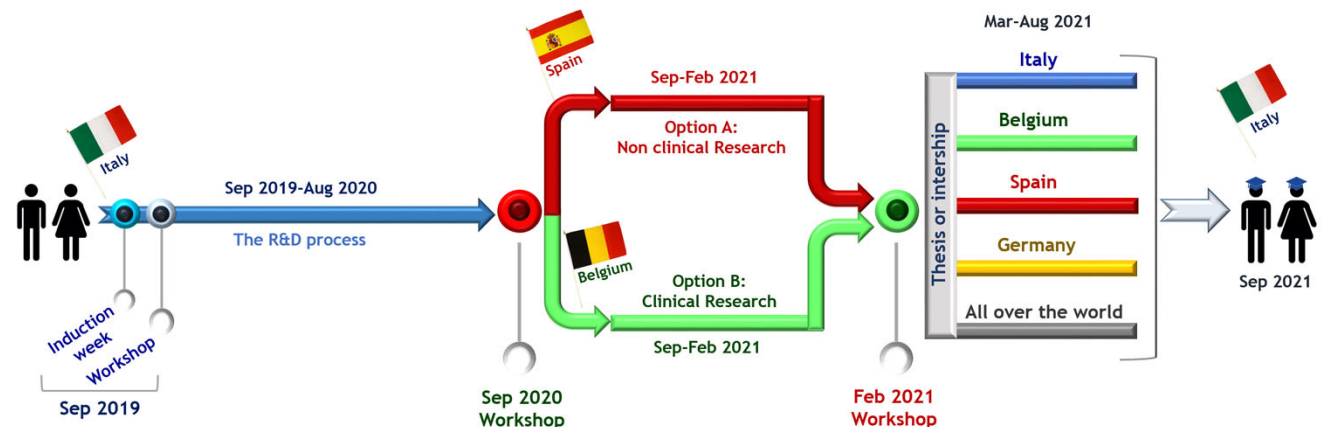 Italy
Sep 2019-Aug 2020
The R&D process
Induction
week
Workshop
Sep 2019
Sep 2020
Workshop
Spain
Sep-Feb 2021
Option A:
Non clinical Research
Belgium
Option B:
Clinical Research
Sep-Feb 2021
Feb 2021
Workshop
Mar-Aug 2021
Thesis or intership
Italy
Belgium
Spain
Germany
All over the world
Italy
Sep 2021